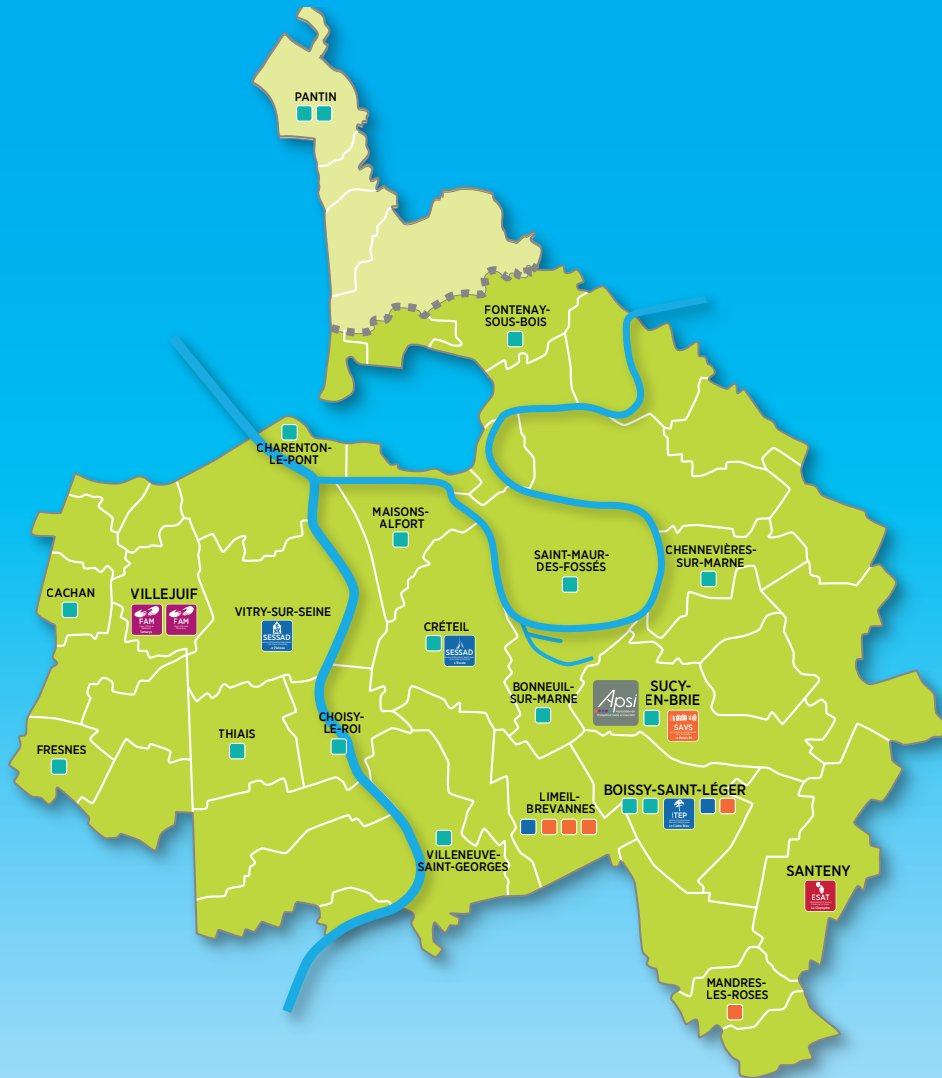 PANTIN
FONTENAY-
SOUS-BOIS
CHARENTON-
LE-PONT
MAISONS-
ALFORT
SAINT-MAUR-
DES-FOSSÉS
CHENNEVIÈRES-
SUR-MARNE
CACHAN
VILLEJUIF
FAM
FAM
VITRY-SUR-SEINE
SESSAD
CRÉTEIL
SESSAD
BONNEUIL-
SUR-MARNE
Apsi
SUCY-
EN-BRIE
SAVS
FRESNES
THIAIS
CHOISY-
LE-ROI
LIMEIL-
BREVANNES
BOISSY-SAINT-LÉGER
ITEP
VILLENEUVE-
SAINT-GEORGES
SANTENY
ESAT
MANDRES-
LES-ROSES